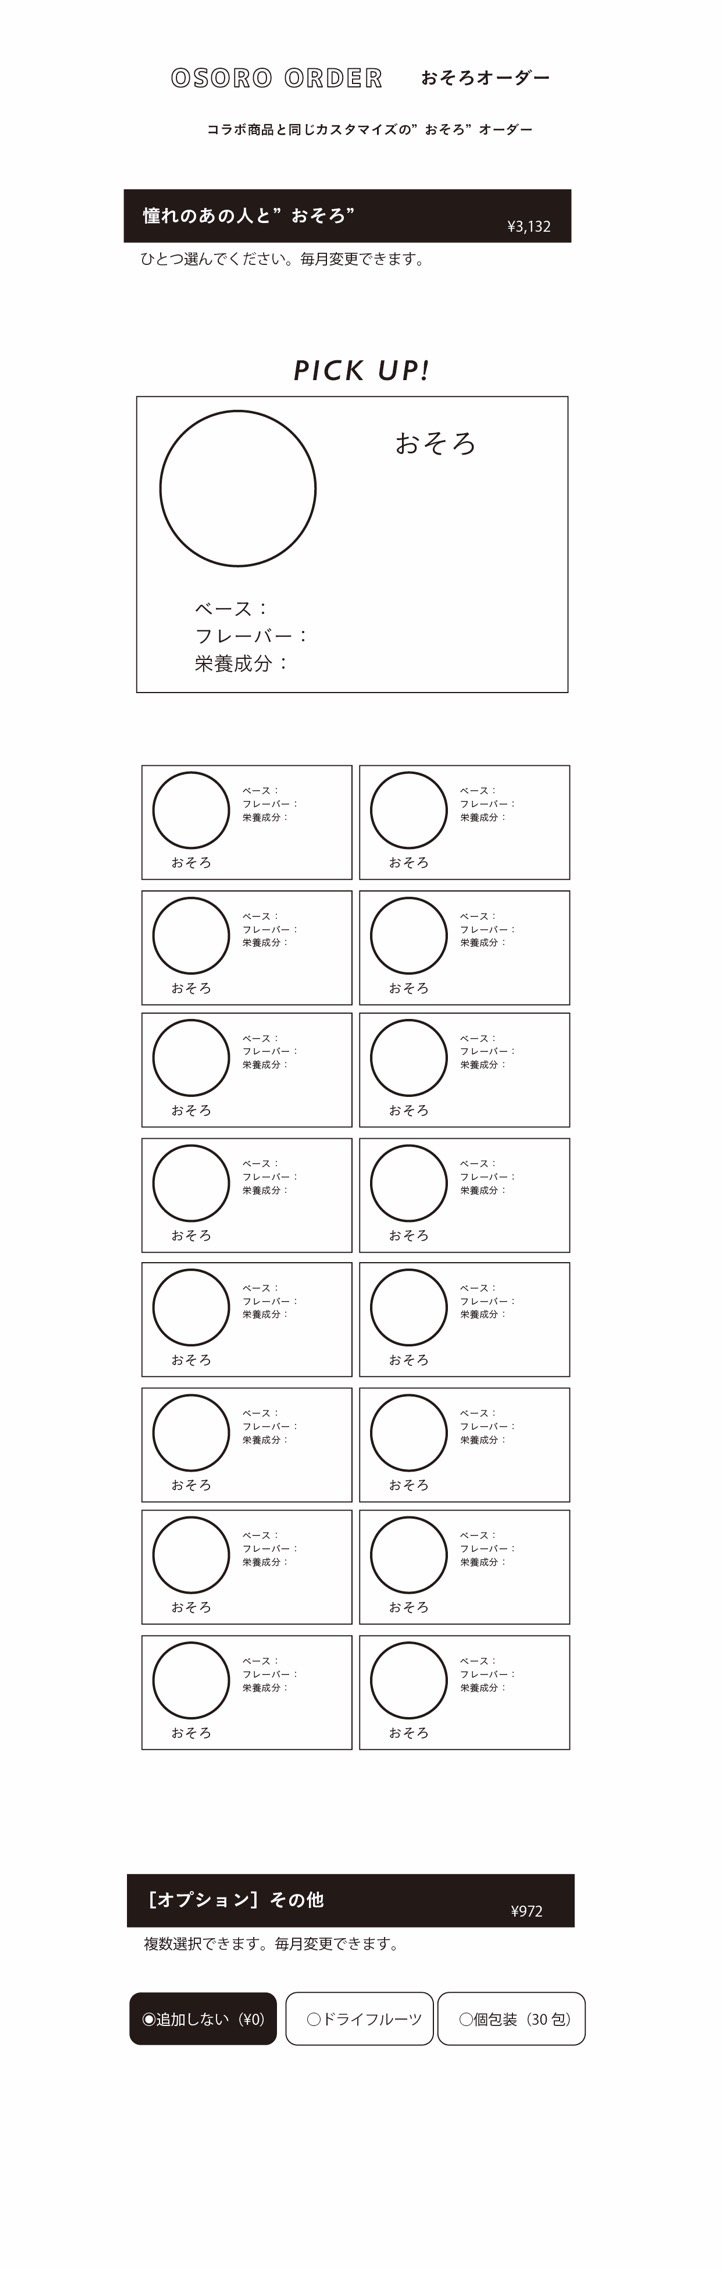 OSORO ORDER おそろオーダー
コラボ商品と同じカスタマイズの”おそろ”オーダー
憧れのあの人と”おそろ” ¥3,132
ひとつ選んでください。毎月変更できます。
PICK UP!
おそろ
ベース：
フレーバー：
栄養成分：
ベース：
フレーバー：
栄養成分：
おそろ
ベース：
フレーバー：
栄養成分：
おそろ
ベース：
フレーバー：
栄養成分：
おそろ
ベース：
フレーバー：
栄養成分：
おそろ
ベース：
フレーバー：
栄養成分：
おそろ
ベース：
フレーバー：
栄養成分：
おそろ
ベース：
フレーバー：
栄養成分：
おそろ
ベース：
フレーバー：
栄養成分：
おそろ
ベース：
フレーバー：
栄養成分：
おそろ
ベース：
フレーバー：
栄養成分：
おそろ
ベース：
フレーバー：
栄養成分：
おそろ
ベース：
フレーバー：
栄養成分：
おそろ
ベース：
フレーバー：
栄養成分：
おそろ
ベース：
フレーバー：
栄養成分：
おそろ
ベース：
フレーバー：
栄養成分：
おそろ
ベース：
フレーバー：
栄養成分：
おそろ
［オプション］その他 ¥972
複数選択できます。毎月変更できます。
◉追加しない（¥0） ○ドライフルーツ ○個包装（30 包）